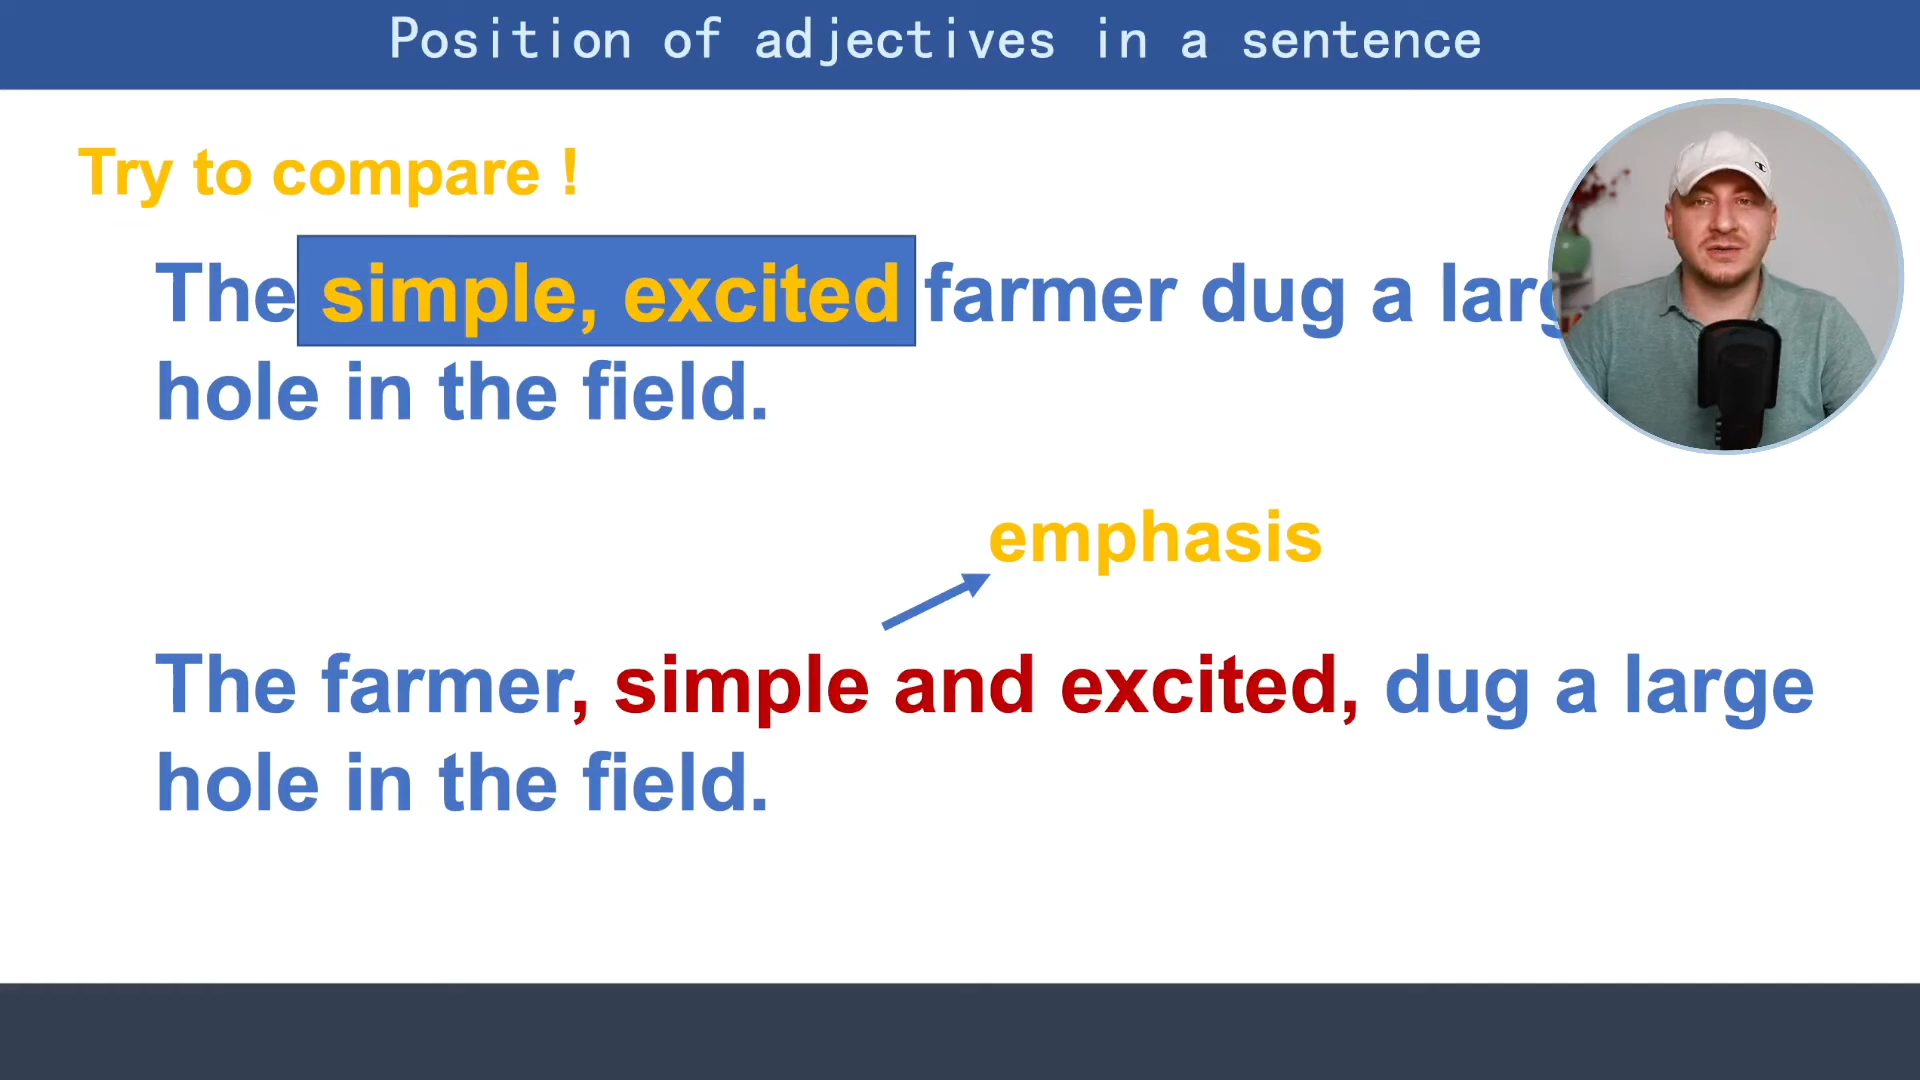 Position of adjectives in a sentence
Try to compare !
The simple, excited farmer dug a larg
hole in the field.
emphasis
The farmer, simple and excited, dug a large
hole in the field.